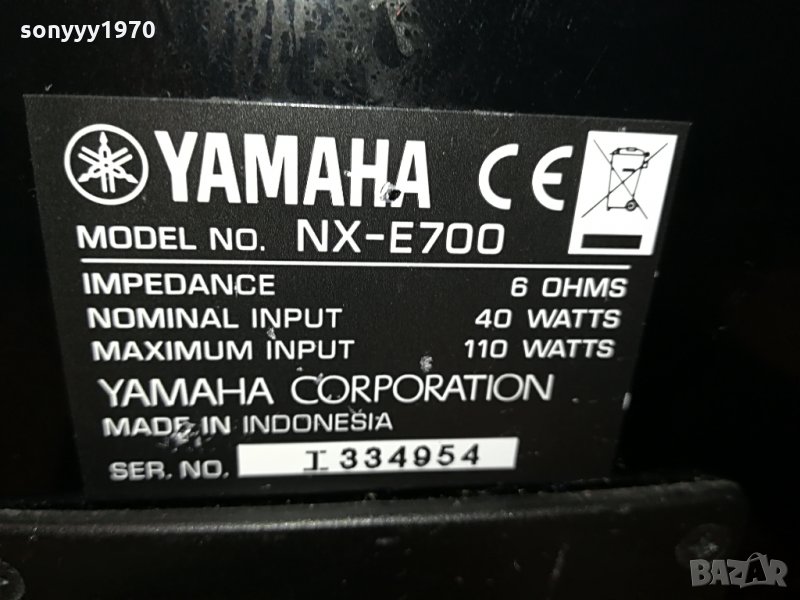 sonyyy1970
YAMAHA CE
MODEL NO. NX-E700
IMPEDANCE 6 OHMS
NOMINAL INPUT 40 WATTS
MAXIMUM INPUT 110 WATTS
YAMAHA CORPORATION
MADE IN INDONESIA
SER. NO. I 334954
BAZAR